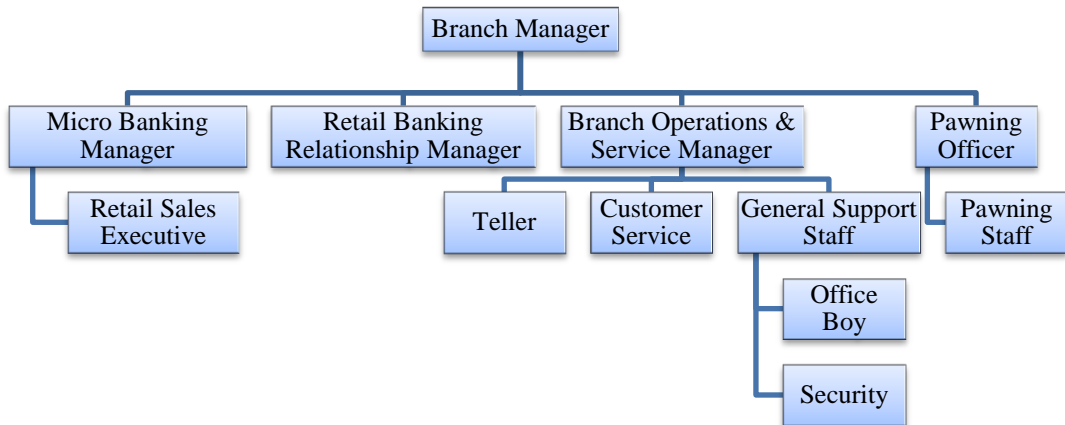 Branch Manager
Micro Banking
Manager
Retail Banking
Relationship Manager
Branch Operations &
Service Manager
Pawning
Officer
Retail Sales
Executive
Teller
Customer
Service
General Support
Staff
Pawning
Staff
Office
Boy
Security